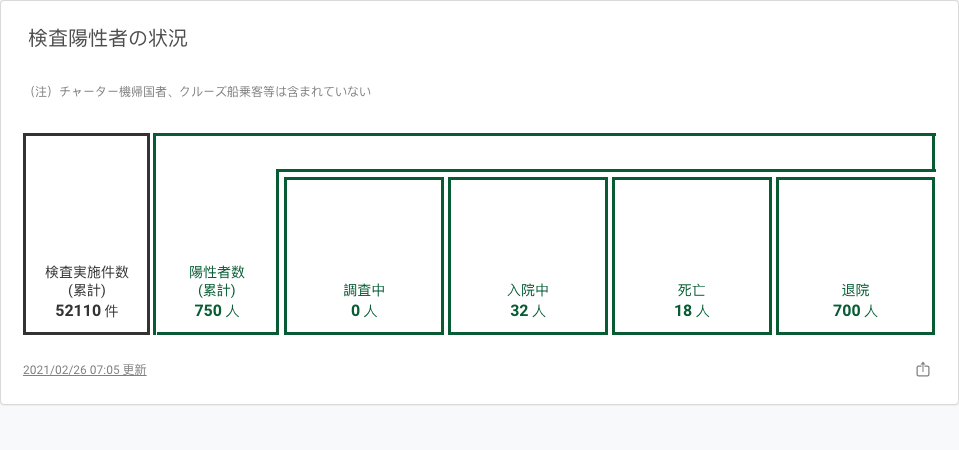 検査陽性者の状況
（注）チャーター機帰国者、クルーズ船乗客等は含まれていない
検査実施件数
(累計)
52110 件
陽性者数
(累計)
750 人
調査中
0 人
入院中
32 人
死亡
18 人
退院
700 人
2021/02/26 07:05 更新